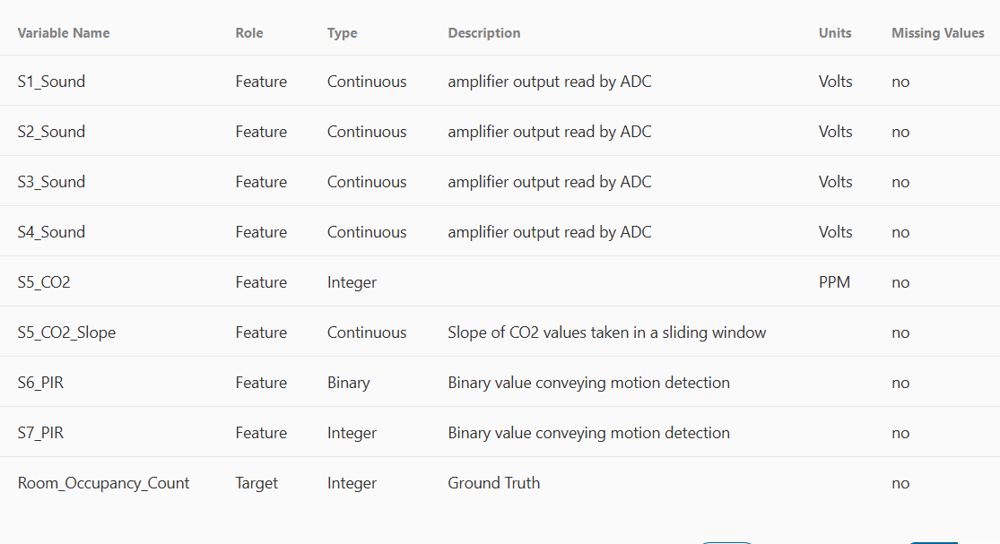 Variable Name Role Type Description Units Missing Values
S1_Sound Feature Continuous amplifier output read by ADC Volts no
S2_Sound Feature Continuous amplifier output read by ADC Volts no
S3_Sound Feature Continuous amplifier output read by ADC Volts no
S4_Sound Feature Continuous amplifier output read by ADC Volts no
S5_CO2 Feature Integer PPM no
S5_CO2_Slope Feature Continuous Slope of CO2 values taken in a sliding window no
S6_PIR Feature Binary Binary value conveying motion detection no
S7_PIR Feature Integer Binary value conveying motion detection no
Room_Occupancy_Count Target Integer Ground Truth no